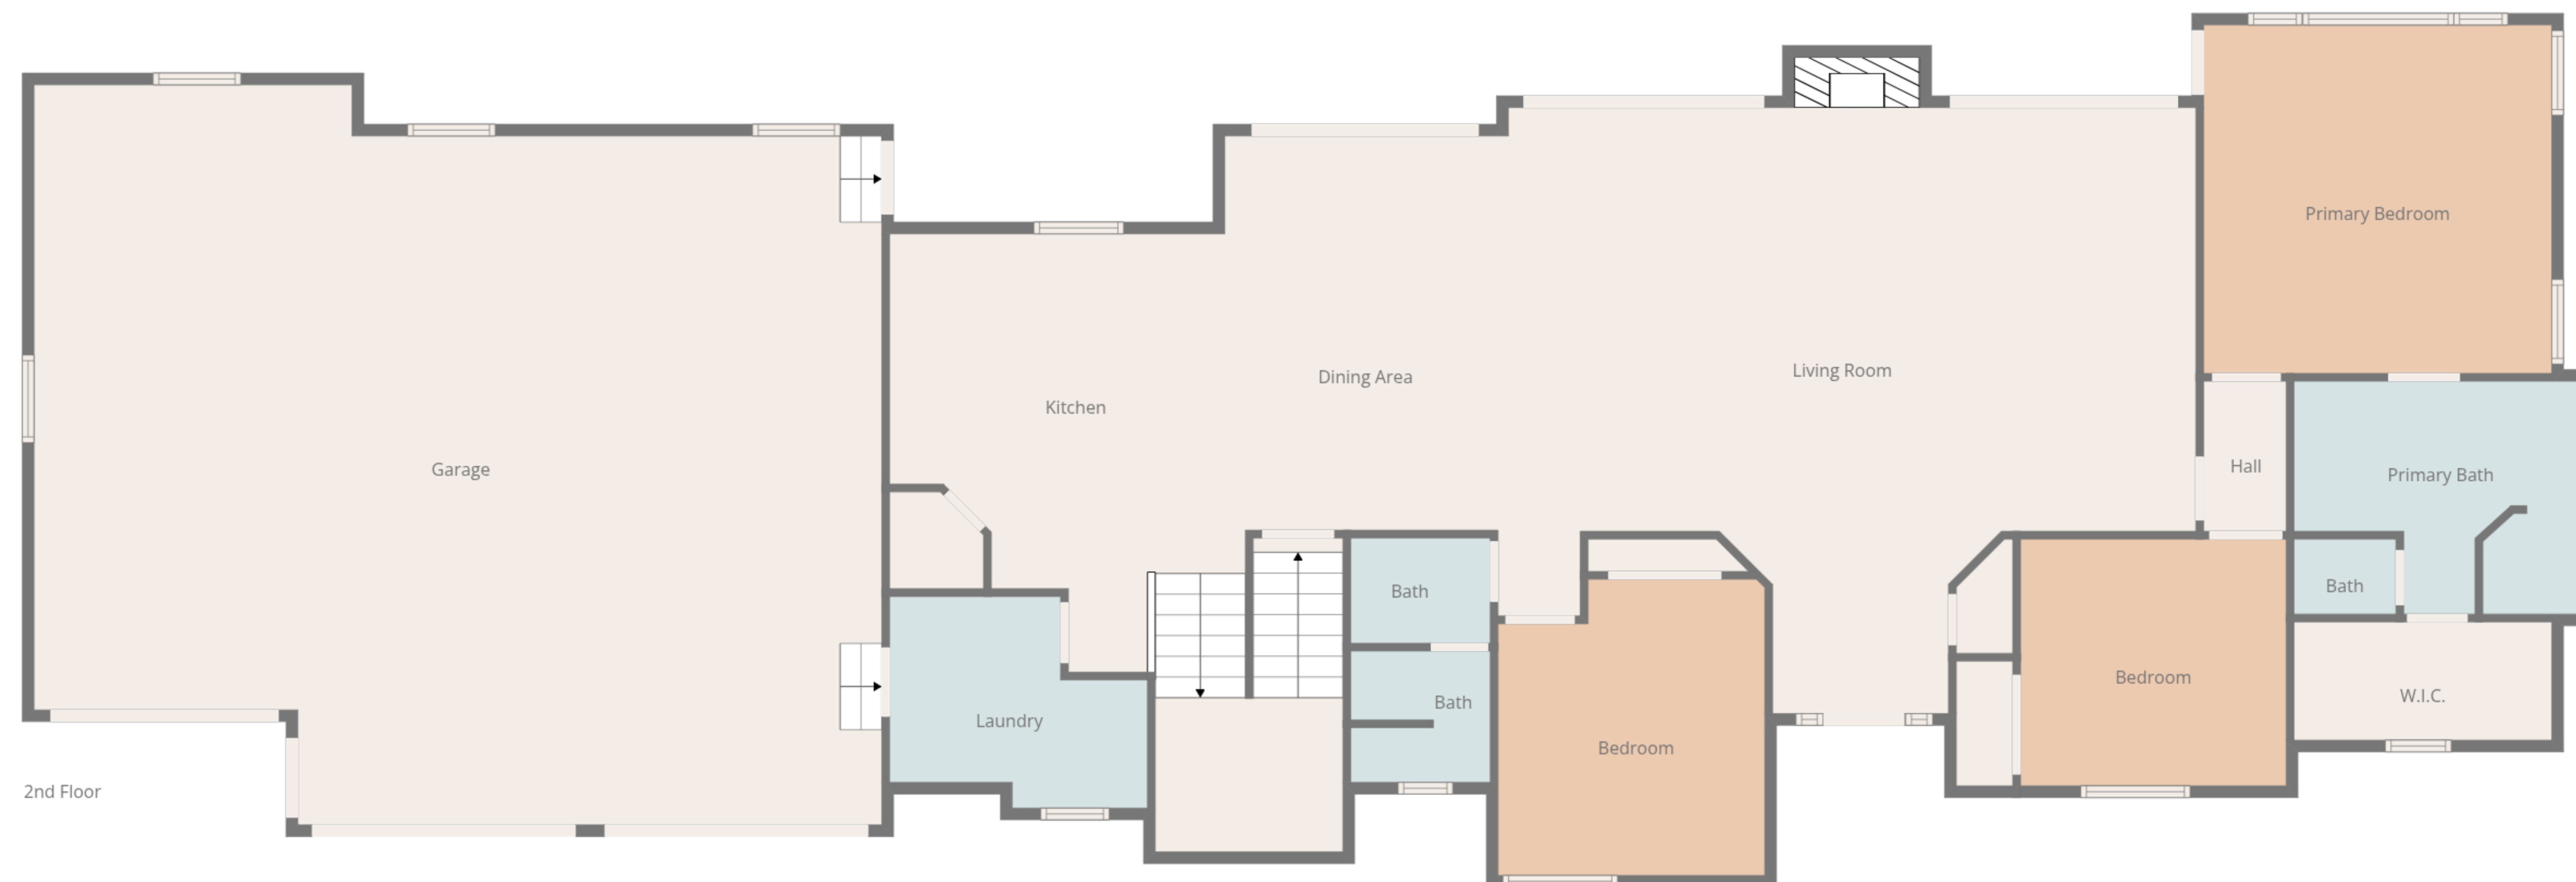 Primary Bedroom
Living Room
Dining Area
Kitchen
Garage
Hall
Primary Bath
Bath
Bath
Bedroom
W.I.C.
Bath
Laundry
Bedroom
2nd Floor